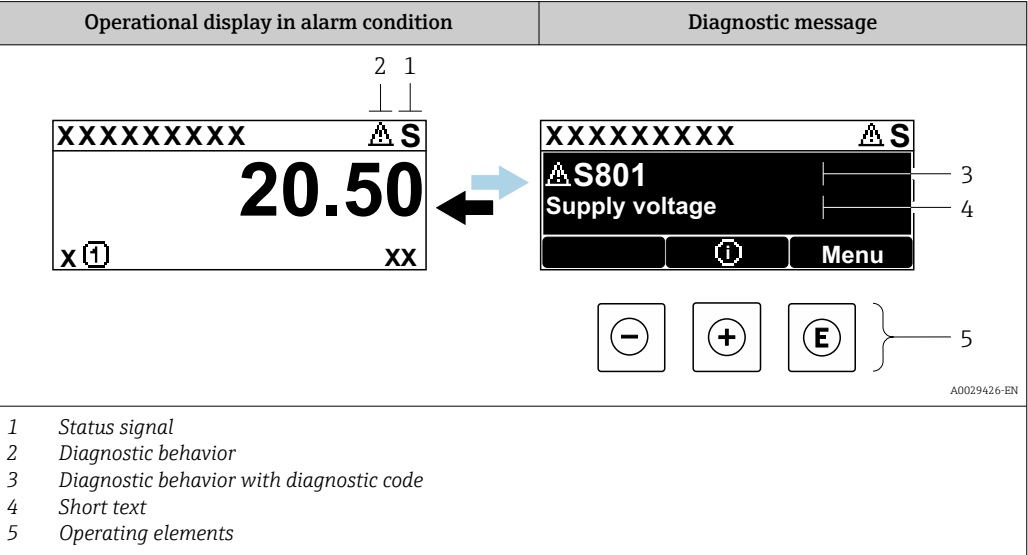 Operational display in alarm condition
Diagnostic message
2 1
XXXXXXXXX ⚠ S
20.50
x 1 xx
XXXXXXXXX ⚠ S
⚠S801
Supply voltage
i Menu
3
4
− + E
5
A0029426-EN
1 Status signal
2 Diagnostic behavior
3 Diagnostic behavior with diagnostic code
4 Short text
5 Operating elements